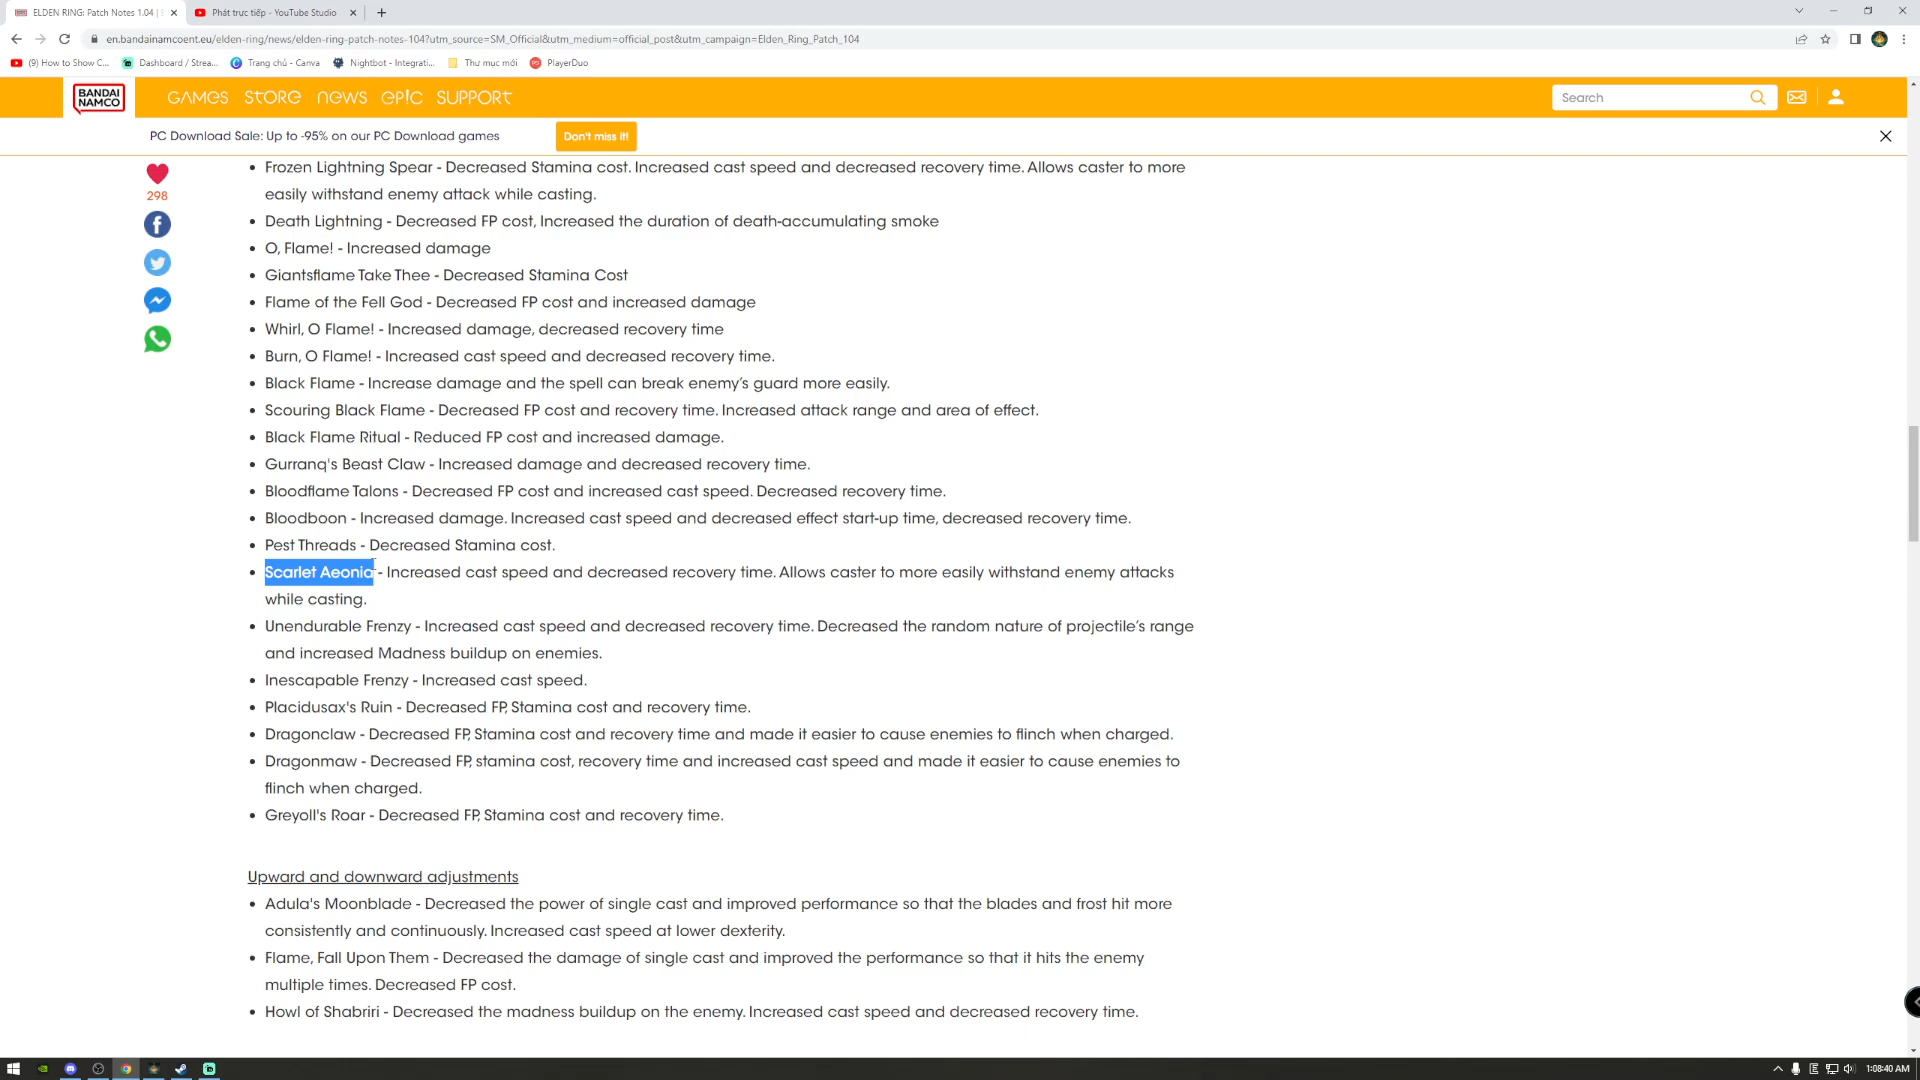 ELDEN RING: Patch Notes 1.04 |
Phát trực tiếp - YouTube Studio
en.bandainamcoent.eu/elden-ring/news/elden-ring-patch-notes-104?utm_source=SM_Official&utm_medium=official_post&utm_campaign=Elden_Ring_Patch_104
(9) How to Show C...
Dashboard / Strea...
Trang chủ - Canva
Nightbot - Integrati...
Thư mục mới
PlayerDuo
BANDAI NAMCO
GAMES STORE NEWS EPIC SUPPORT
Search
PC Download Sale: Up to -95% on our PC Download games
Don't miss it!
298
Frozen Lightning Spear - Decreased Stamina cost. Increased cast speed and decreased recovery time. Allows caster to more
easily withstand enemy attack while casting.
Death Lightning - Decreased FP cost, Increased the duration of death-accumulating smoke
O, Flame! - Increased damage
Giantsflame Take Thee - Decreased Stamina Cost
Flame of the Fell God - Decreased FP cost and increased damage
Whirl, O Flame! - Increased damage, decreased recovery time
Burn, O Flame! - Increased cast speed and decreased recovery time.
Black Flame - Increase damage and the spell can break enemy's guard more easily.
Scouring Black Flame - Decreased FP cost and recovery time. Increased attack range and area of effect.
Black Flame Ritual - Reduced FP cost and increased damage.
Gurranq's Beast Claw - Increased damage and decreased recovery time.
Bloodflame Talons - Decreased FP cost and increased cast speed. Decreased recovery time.
Bloodboon - Increased damage. Increased cast speed and decreased effect start-up time, decreased recovery time.
Pest Threads - Decreased Stamina cost.
Scarlet Aeonia - Increased cast speed and decreased recovery time. Allows caster to more easily withstand enemy attacks
while casting.
Unendurable Frenzy - Increased cast speed and decreased recovery time. Decreased the random nature of projectile's range
and increased Madness buildup on enemies.
Inescapable Frenzy - Increased cast speed.
Placidusax's Ruin - Decreased FP, Stamina cost and recovery time.
Dragonclaw - Decreased FP, Stamina cost and recovery time and made it easier to cause enemies to flinch when charged.
Dragonmaw - Decreased FP, stamina cost, recovery time and increased cast speed and made it easier to cause enemies to
flinch when charged.
Greyoll's Roar - Decreased FP, Stamina cost and recovery time.
Upward and downward adjustments
Adula's Moonblade - Decreased the power of single cast and improved performance so that the blades and frost hit more
consistently and continuously. Increased cast speed at lower dexterity.
Flame, Fall Upon Them - Decreased the damage of single cast and improved the performance so that it hits the enemy
multiple times. Decreased FP cost.
Howl of Shabriri - Decreased the madness buildup on the enemy. Increased cast speed and decreased recovery time.
1:08:40 AM